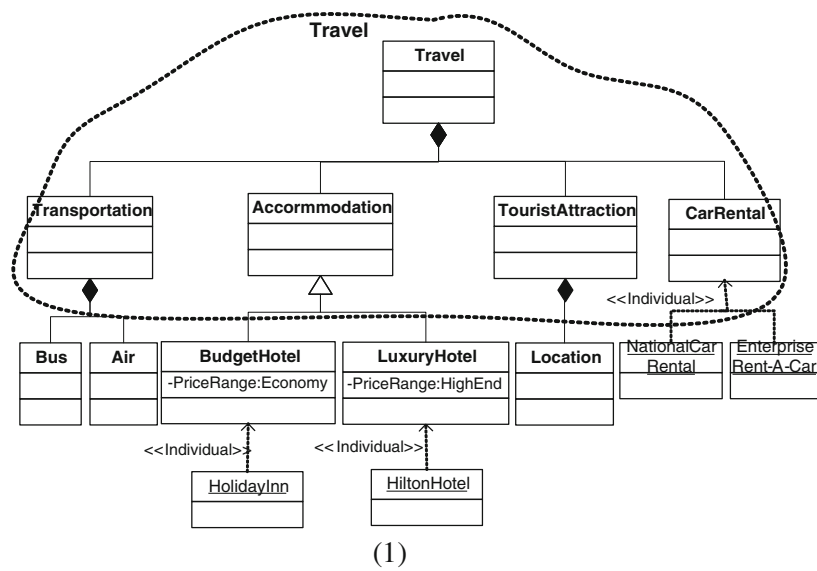 Travel
Travel
Transportation
Accormmodation
TouristAttraction
CarRental
<<Individual>>
Bus
Air
BudgetHotel
-PriceRange:Economy
LuxuryHotel
-PriceRange:HighEnd
Location
NationalCar
Rental
Enterprise
Rent-A-Car
<<Individual>>
<<Individual>>
HolidayInn
HiltonHotel
(1)